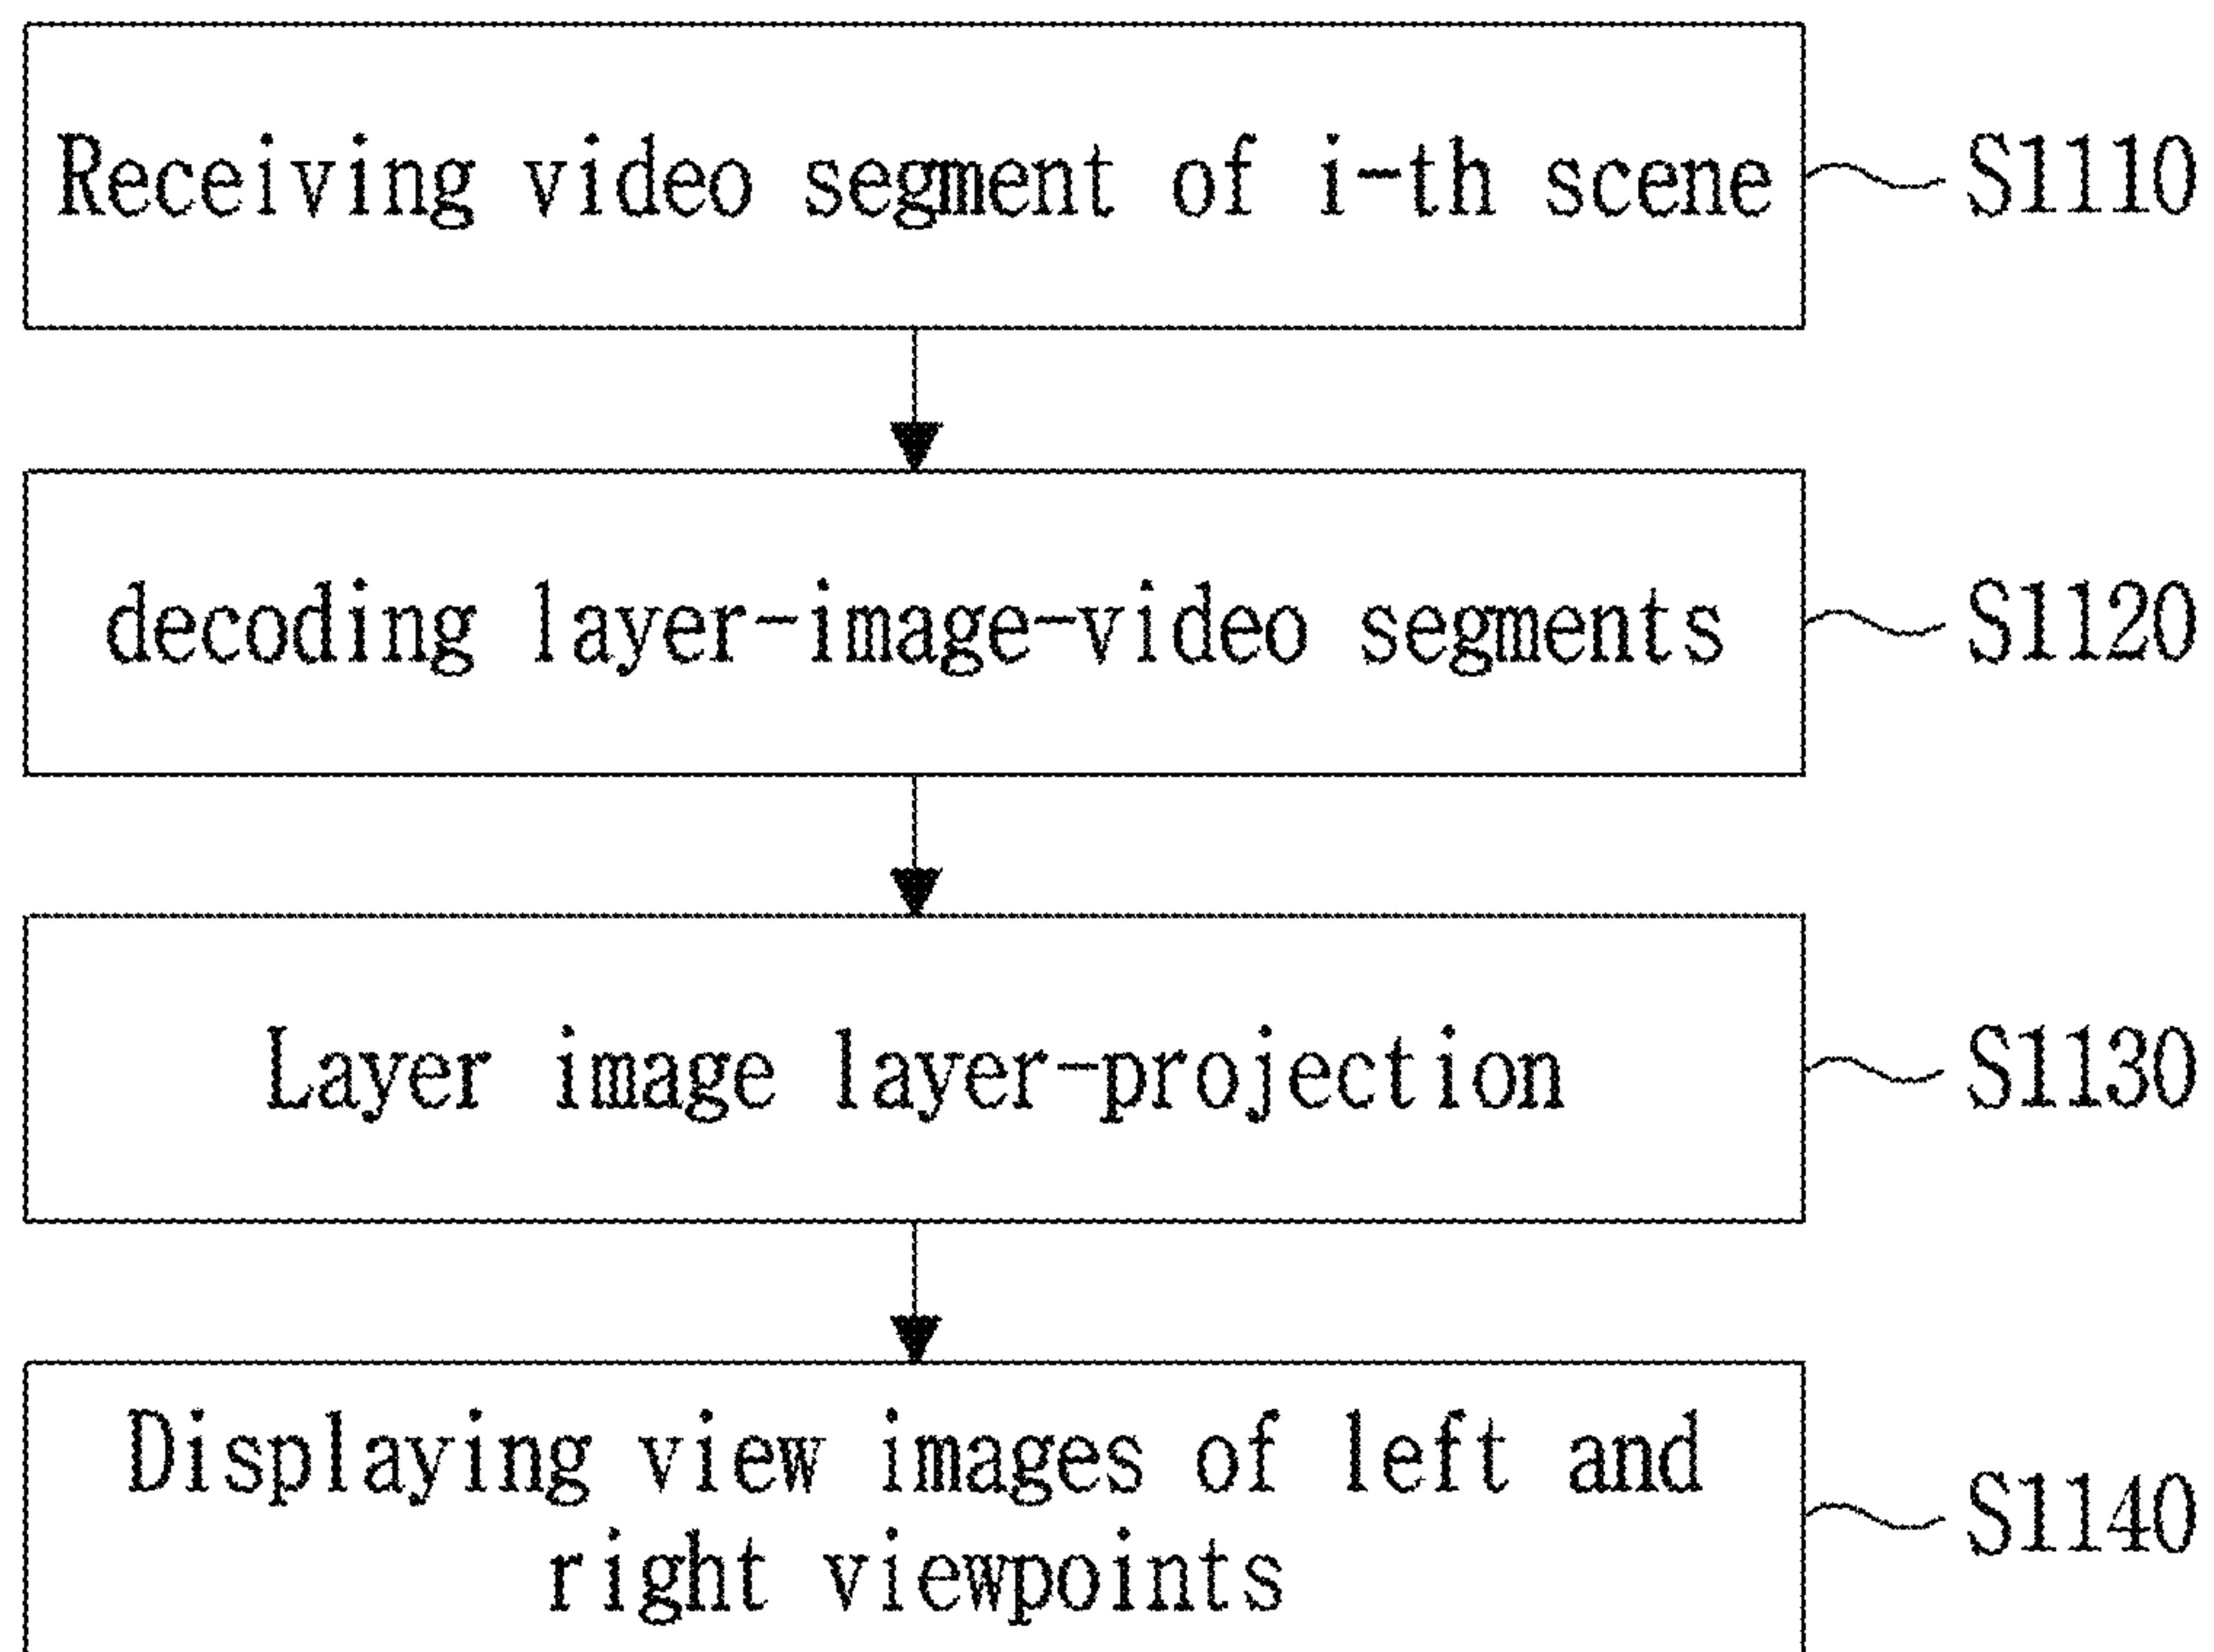 Receiving video segment of i-th scene S1110
decoding layer-image-video segments S1120
Layer image layer-projection S1130
Displaying view images of left and
right viewpoints S1140